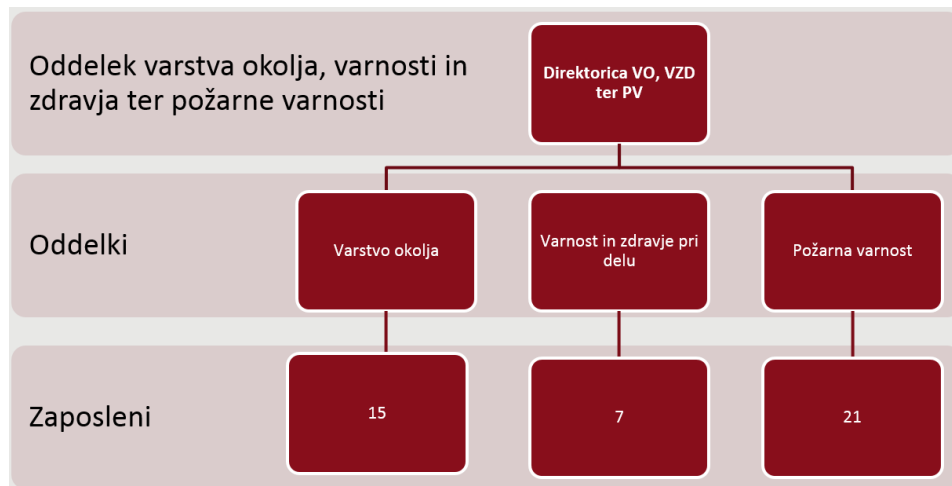 Oddelek varstva okolja, varnosti in
zdravja ter požarne varnosti
Direktorica VO, VZD
ter PV
Oddelki
Varstvo okolja
Varnost in zdravje pri
delu
Požarna varnost
Zaposleni
15
7
21